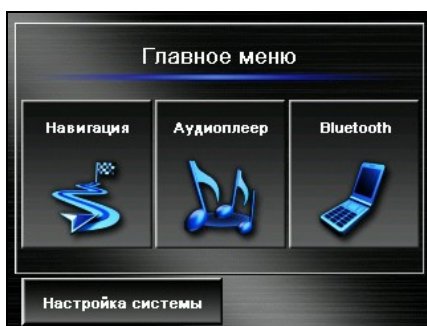 Главное меню
Навигация
Аудиоплеер
Bluetooth
Настройка системы